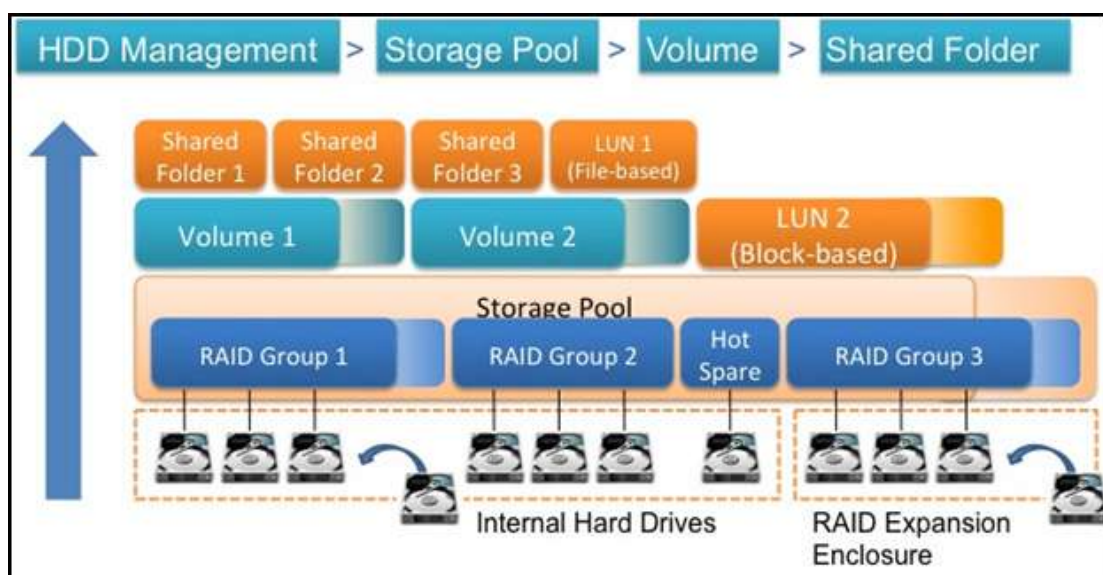 HDD Management > Storage Pool > Volume > Shared Folder
Shared
Folder 1
Shared
Folder 2
Shared
Folder 3
LUN 1
(File-based)
Volume 1
Volume 2
LUN 2
(Block-based)
Storage Pool
RAID Group 1
RAID Group 2
Hot
Spare
RAID Group 3
Internal Hard Drives
RAID Expansion
Enclosure